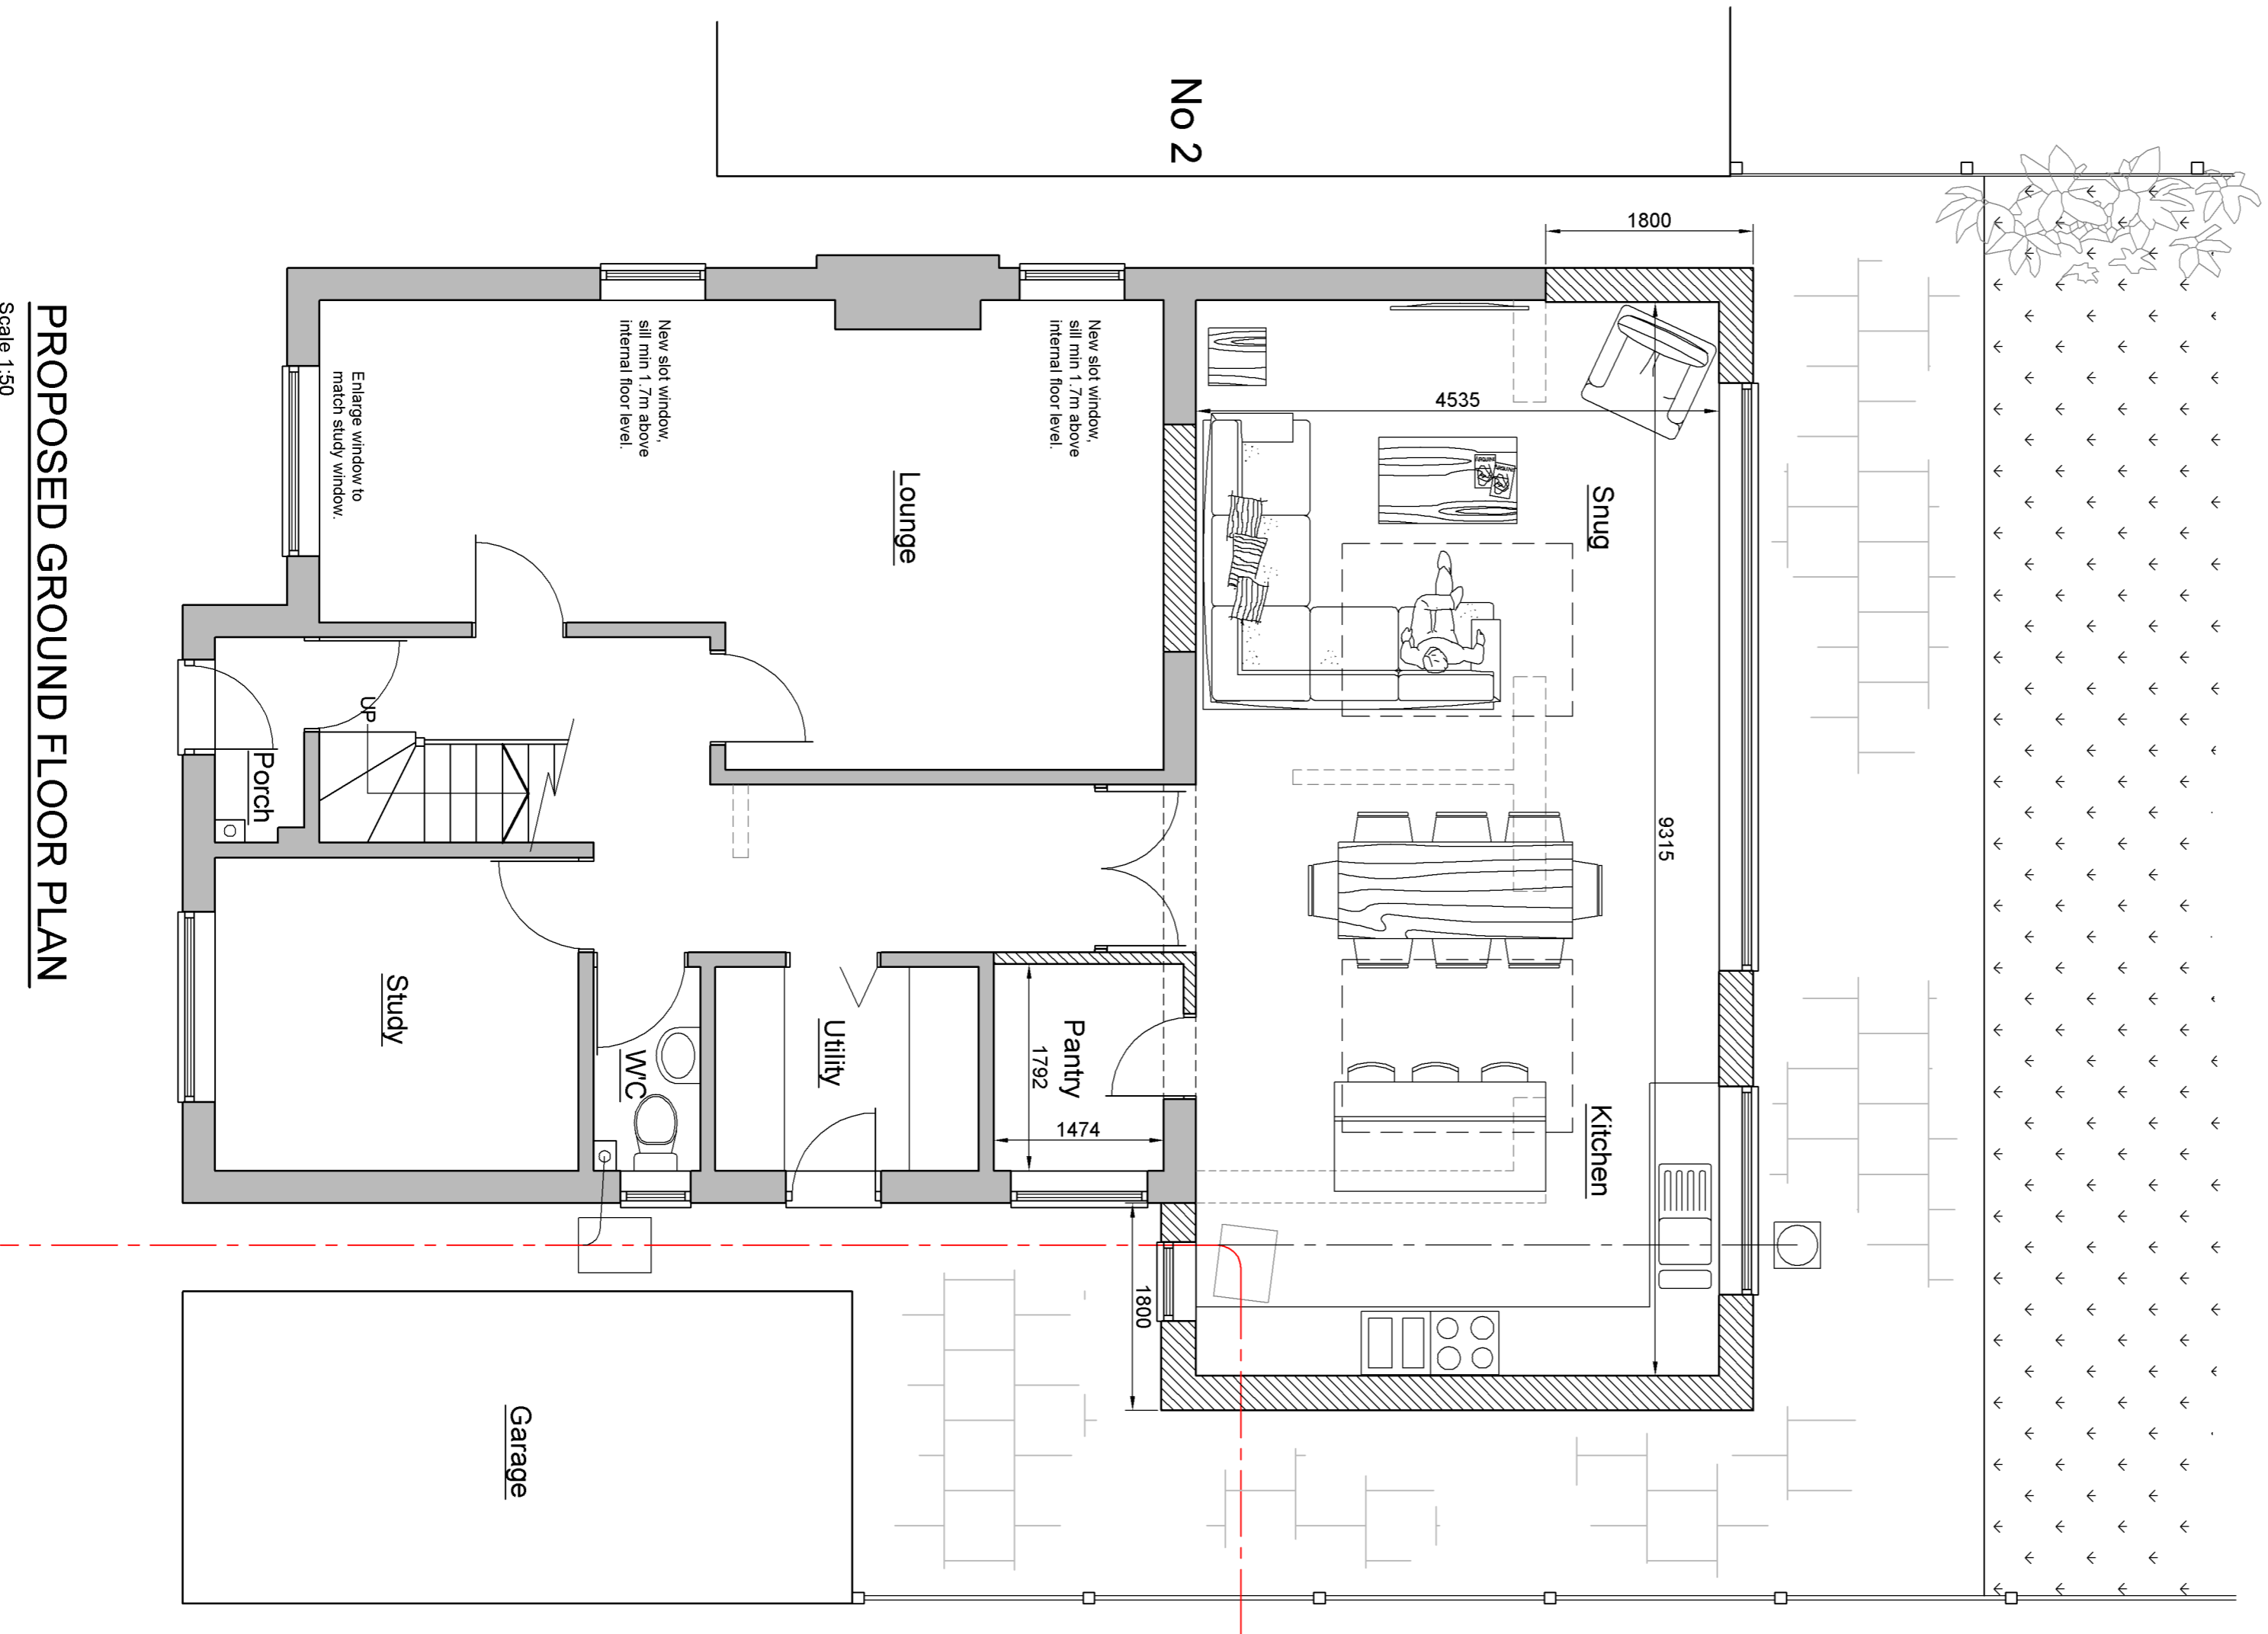 No 2
1800
New slot window,
sill min 1.7m above
internal floor level.
New slot window,
sill min 1.7m above
internal floor level.
Enlarge window to
match study window.
4535
Snug
Lounge
9315
UP
Porch
Study
WC
Utility
Pantry
1792
1474
Kitchen
1800
Garage
PROPOSED GROUND FLOOR PLAN
Scale 1:50